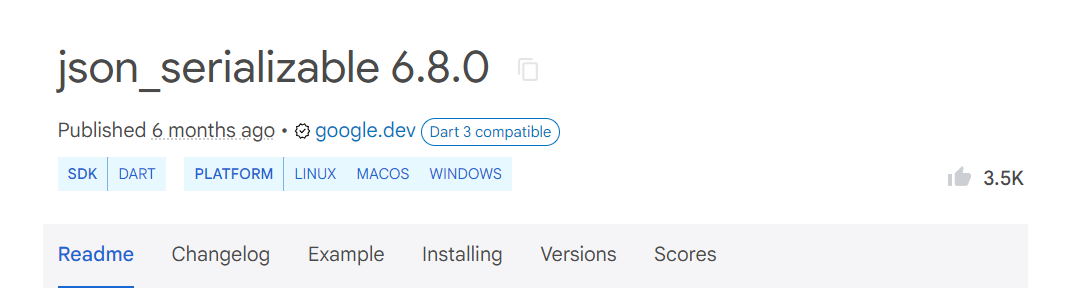 json_serializable 6.8.0
Published 6 months ago • google.dev Dart 3 compatible
SDK DART PLATFORM LINUX MACOS WINDOWS
3.5K
Readme Changelog Example Installing Versions Scores